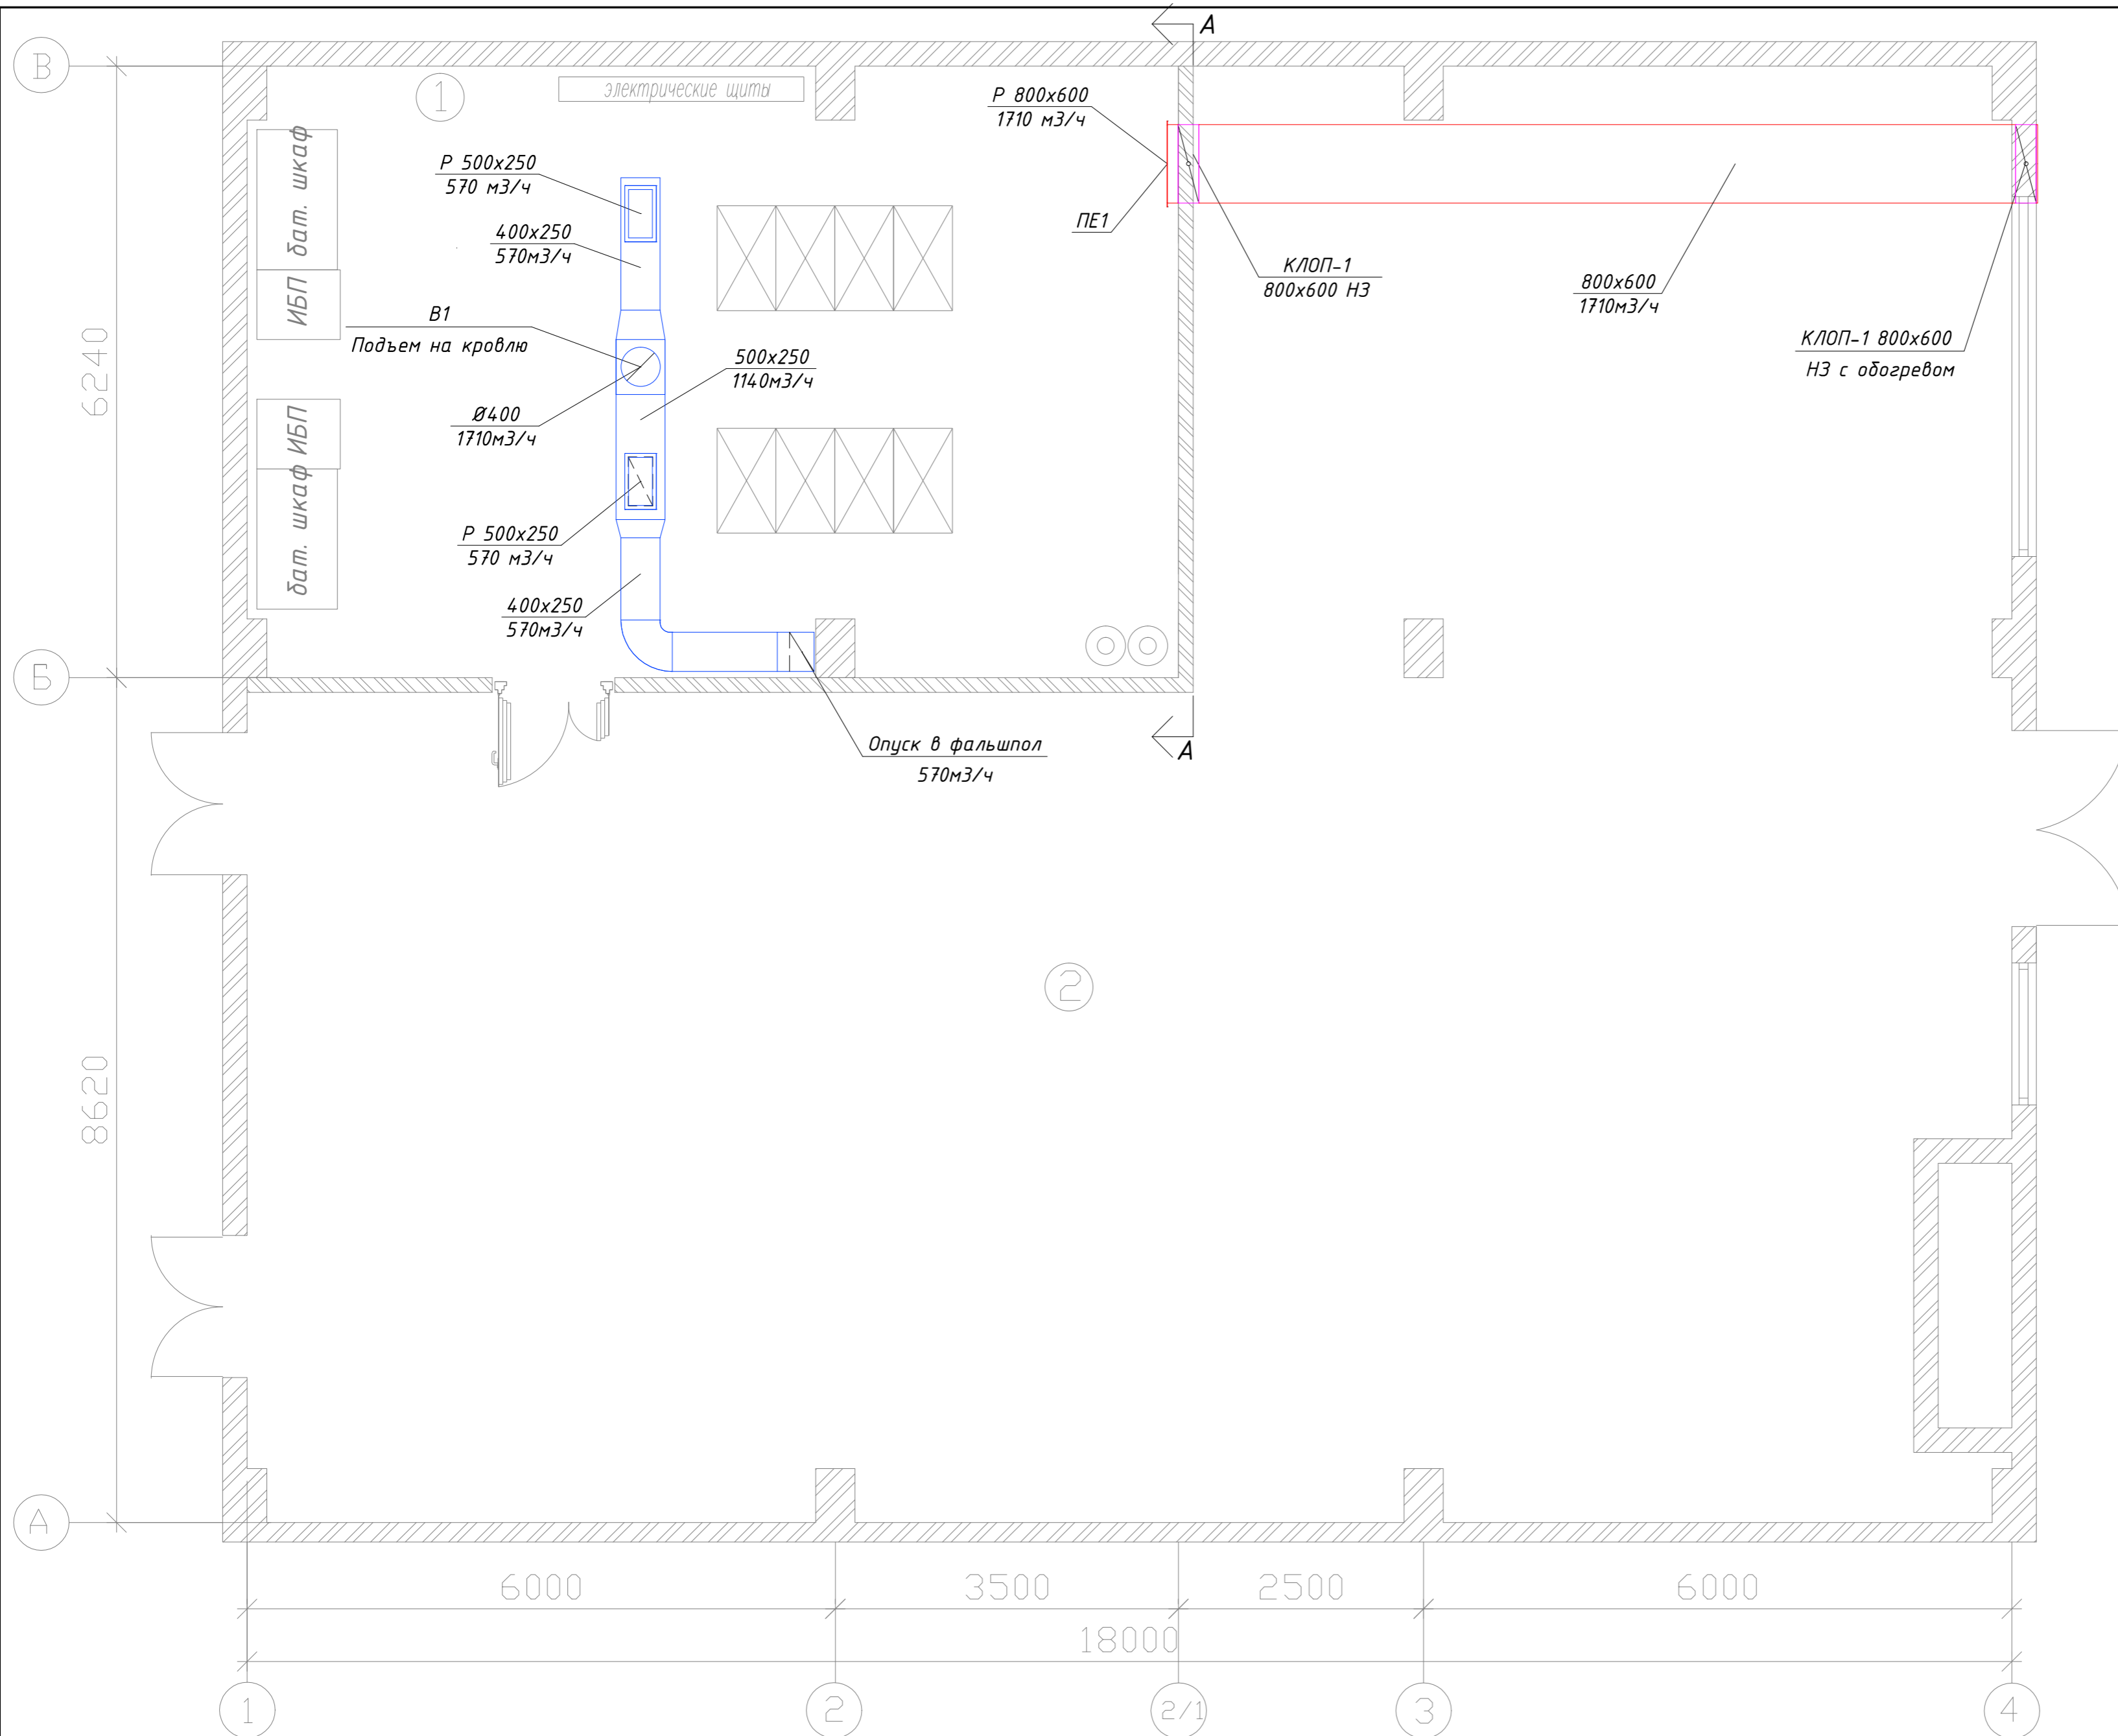 А
В
1
электрические щиты
Р 800х600
1710 м3/ч
бат. шкаф
Р 500х250
570 м3/ч
ПЕ1
400х250
570м3/ч
КЛОП-1
800х600 НЗ
800х600
1710м3/ч
ИБП
В1
Подъем на кровлю
КЛОП-1 800х600
НЗ с обогревом
500х250
1140м3/ч
6240
Ø400
1710м3/ч
ИБП
бат. шкаф
Р 500х250
570 м3/ч
400х250
570м3/ч
Б
Опуск в фальшпол
570м3/ч
А
2
8620
А
6000
3500
2500
6000
18000
1
2
2/1
3
4